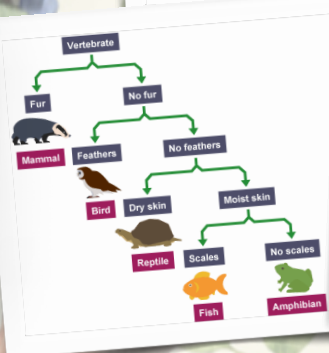 Vertebrate
Fur
No fur
Mammal
Feathers
No feathers
Bird
Dry skin
Moist skin
Reptile
Scales
No scales
Fish
Amphibian